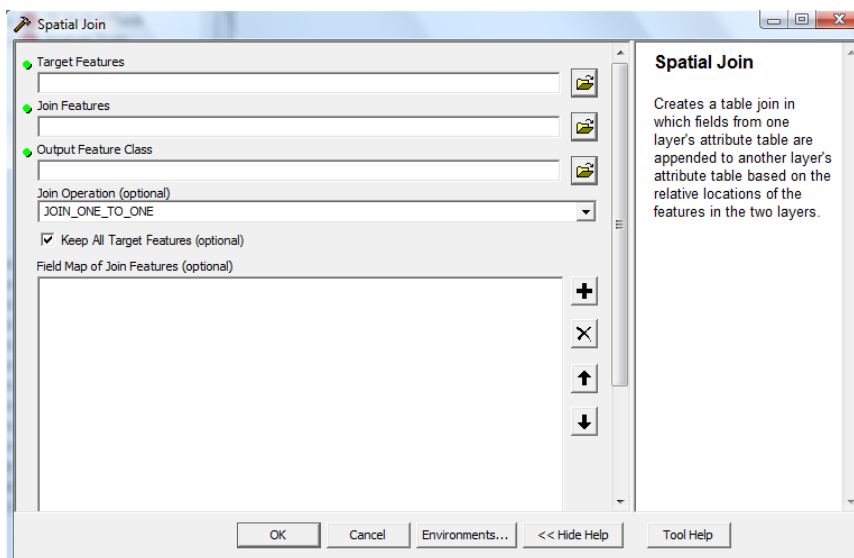 Spatial Join
Target Features
Join Features
Output Feature Class
Join Operation (optional)
JOIN_ONE_TO_ONE
Keep All Target Features (optional)
Field Map of Join Features (optional)
OK
Cancel
Environments...
<< Hide Help
Tool Help
Spatial Join
Creates a table join in
which fields from one
layer's attribute table are
appended to another layer's
attribute table based on the
relative locations of the
features in the two layers.